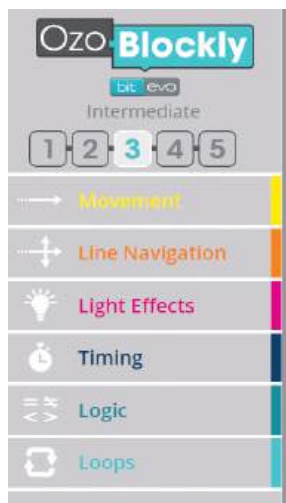 Ozo Blockly
bit evo
Intermediate
1 2 3 4 5
Movement
Line Navigation
Light Effects
Timing
Logic
Loops